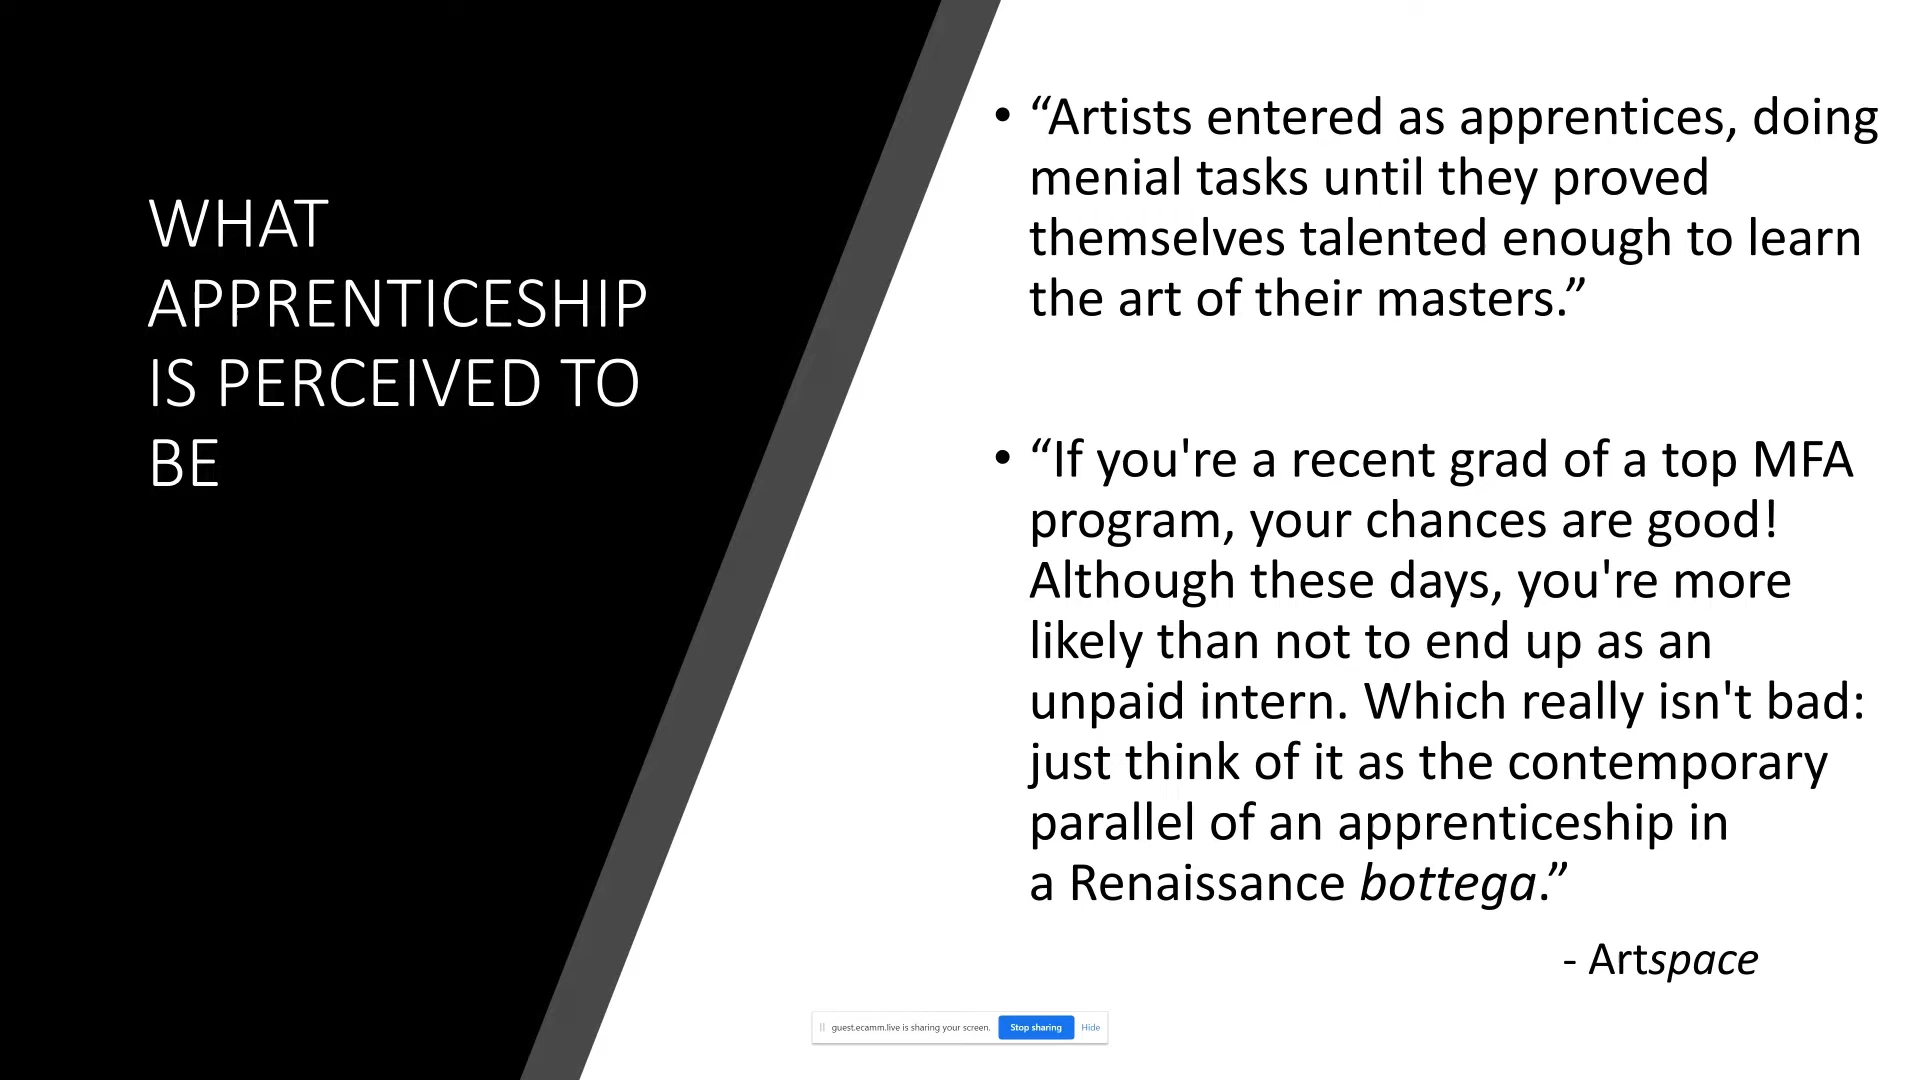 WHAT
APPRENTICESHIP
IS PERCEIVED TO
BE
• “Artists entered as apprentices, doing
menial tasks until they proved
themselves talented enough to learn
the art of their masters.”
• “If you're a recent grad of a top MFA
program, your chances are good!
Although these days, you're more
likely than not to end up as an
unpaid intern. Which really isn't bad:
just think of it as the contemporary
parallel of an apprenticeship in
a Renaissance bottega.”
- Artspace
guest.ecamm.live is sharing your screen. Stop sharing Hide